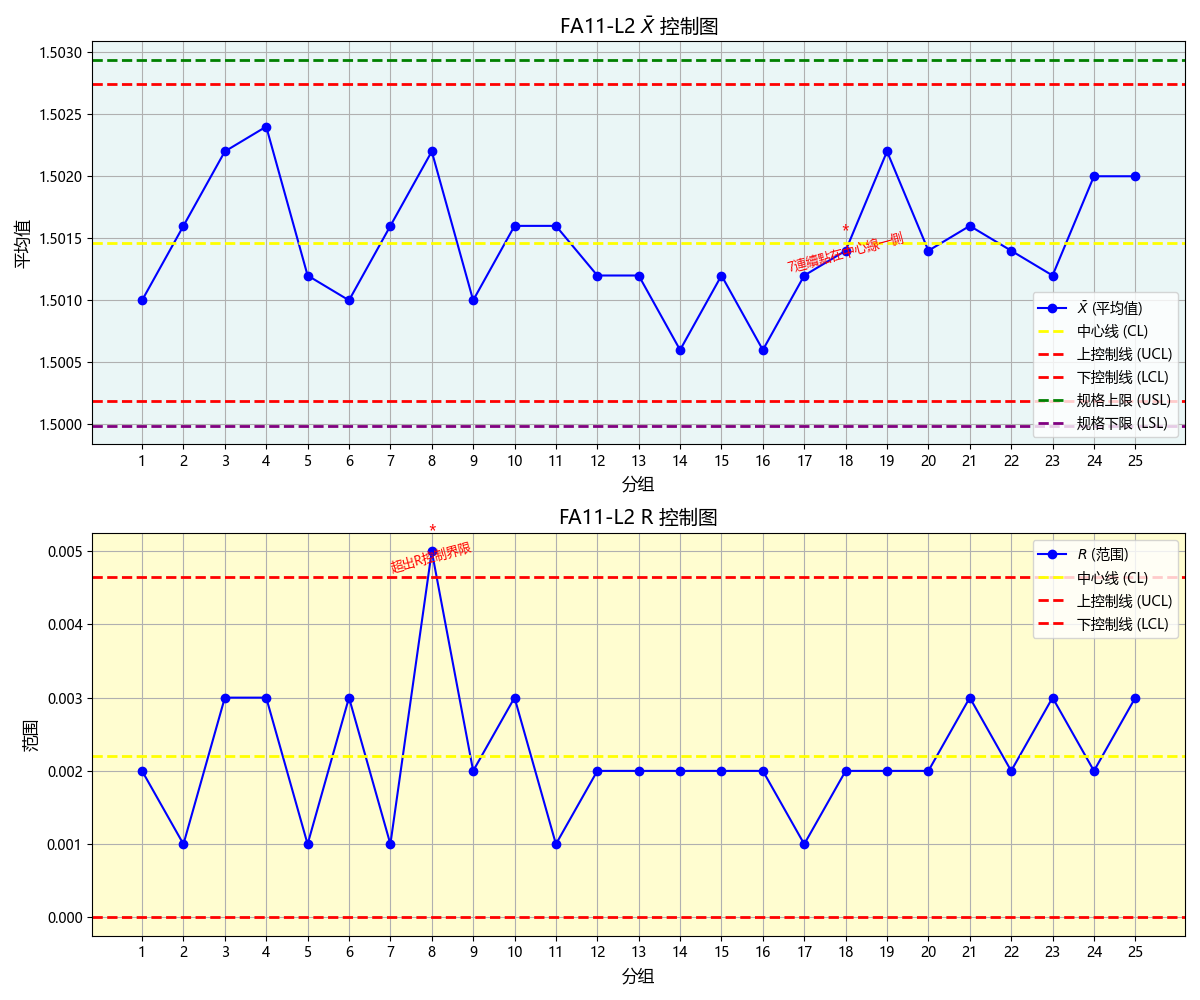 FA11-L2 X̄ 控制图
平均值
1.5030
1.5025
1.5020
1.5015
1.5010
1.5005
1.5000
*
7連續點在中心線一側
X̄ (平均值)
中心线 (CL)
上控制线 (UCL)
下控制线 (LCL)
规格上限 (USL)
规格下限 (LSL)
1 2 3 4 5 6 7 8 9 10 11 12 13 14 15 16 17 18 19 20 21 22 23 24 25
分组
FA11-L2 R 控制图
范围
0.005
0.004
0.003
0.002
0.001
0.000
*
超出R控制界限
R (范围)
中心线 (CL)
上控制线 (UCL)
下控制线 (LCL)
1 2 3 4 5 6 7 8 9 10 11 12 13 14 15 16 17 18 19 20 21 22 23 24 25
分组